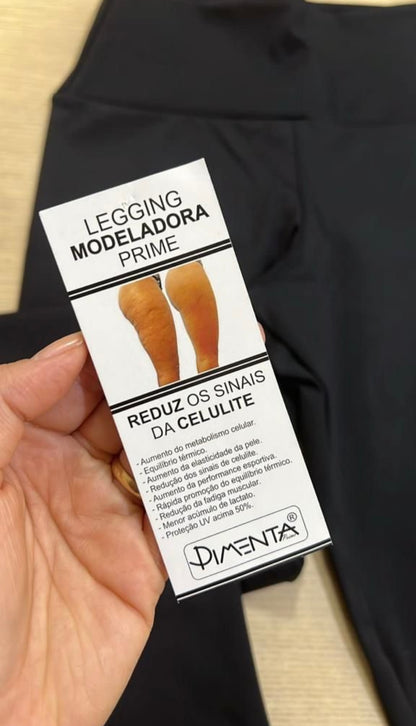 LEGGING
MODELADORA
PRIME
REDUZ OS SINAIS
DA CELULITE
- Aumento do metabolismo celular.
- Equilíbrio térmico.
- Aumento da elasticidade da pele.
- Redução dos sinais de celulite.
- Aumento da performance esportiva.
- Rápida promoção do equilíbrio térmico.
- Redução da fadiga muscular.
- Menor acúmulo de lactato.
- Proteção UV acima 50%.
PIMENTA®